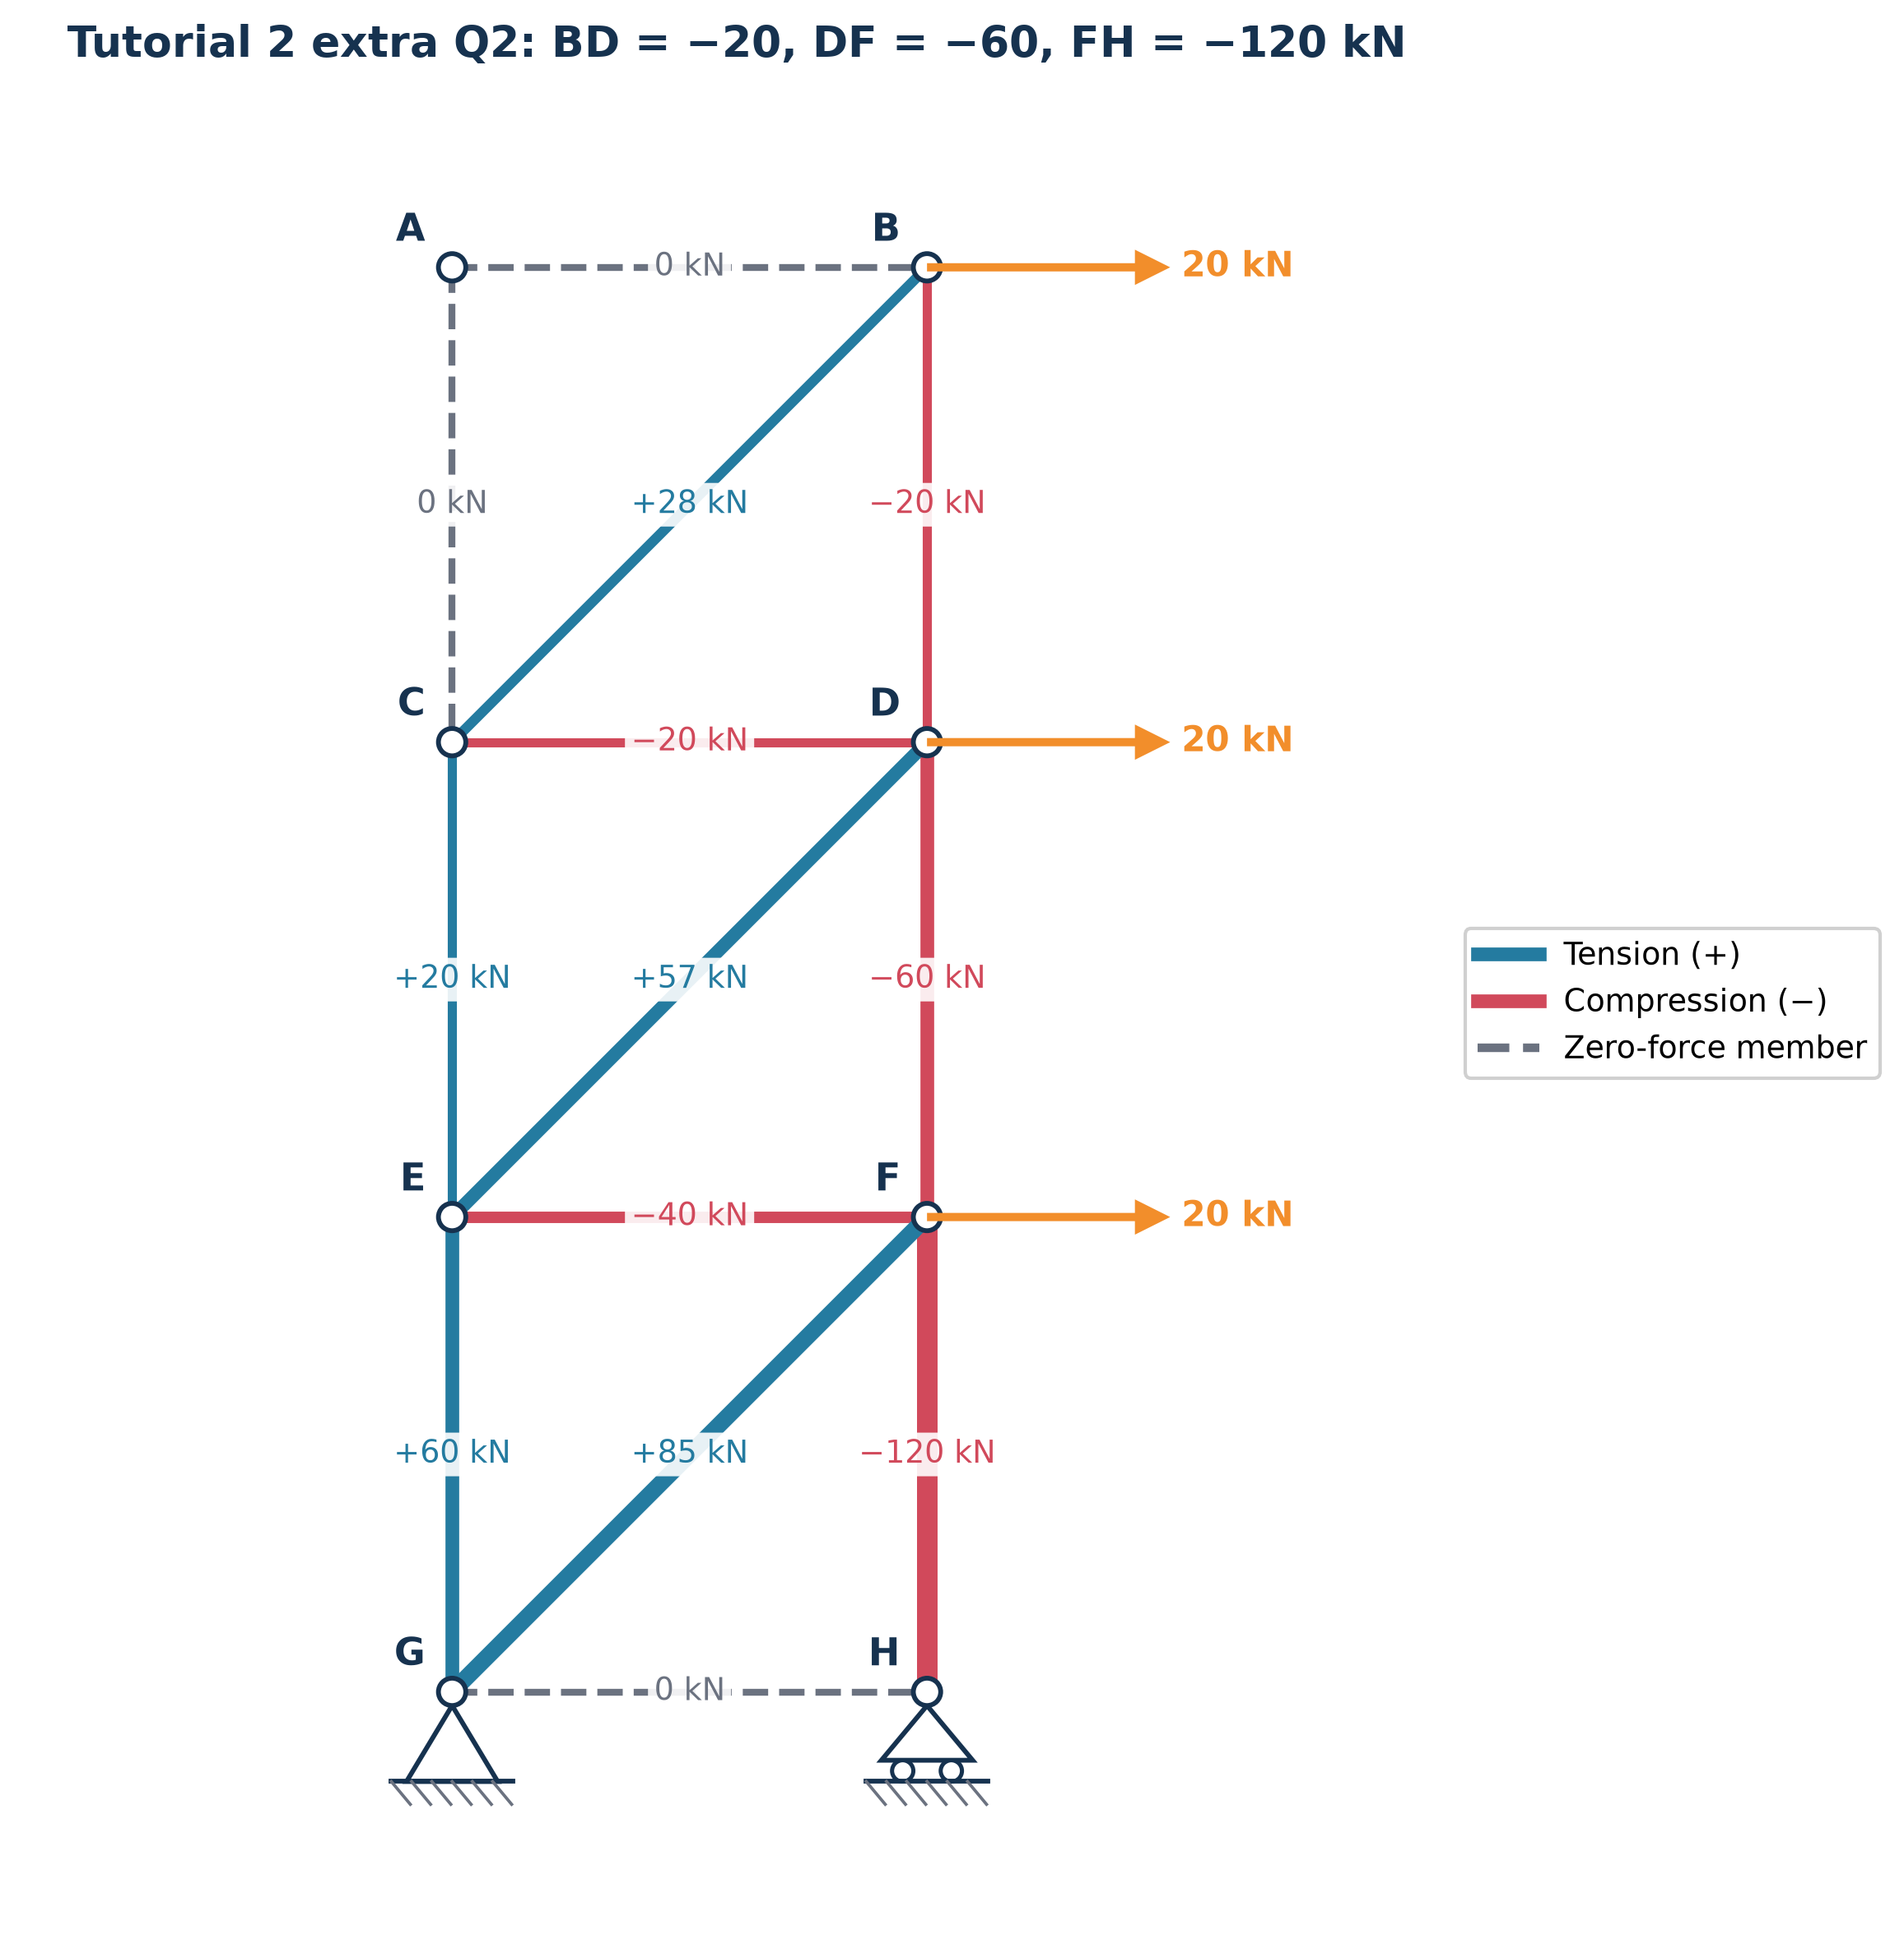 Tutorial 2 extra Q2: BD = −20, DF = −60, FH = −120 kN
A
B
0 kN
20 kN
0 kN
+28 kN
−20 kN
C
D
−20 kN
20 kN
+20 kN
+57 kN
−60 kN
Tension (+)
Compression (−)
Zero-force member
E
F
−40 kN
20 kN
+60 kN
+85 kN
−120 kN
G
H
0 kN